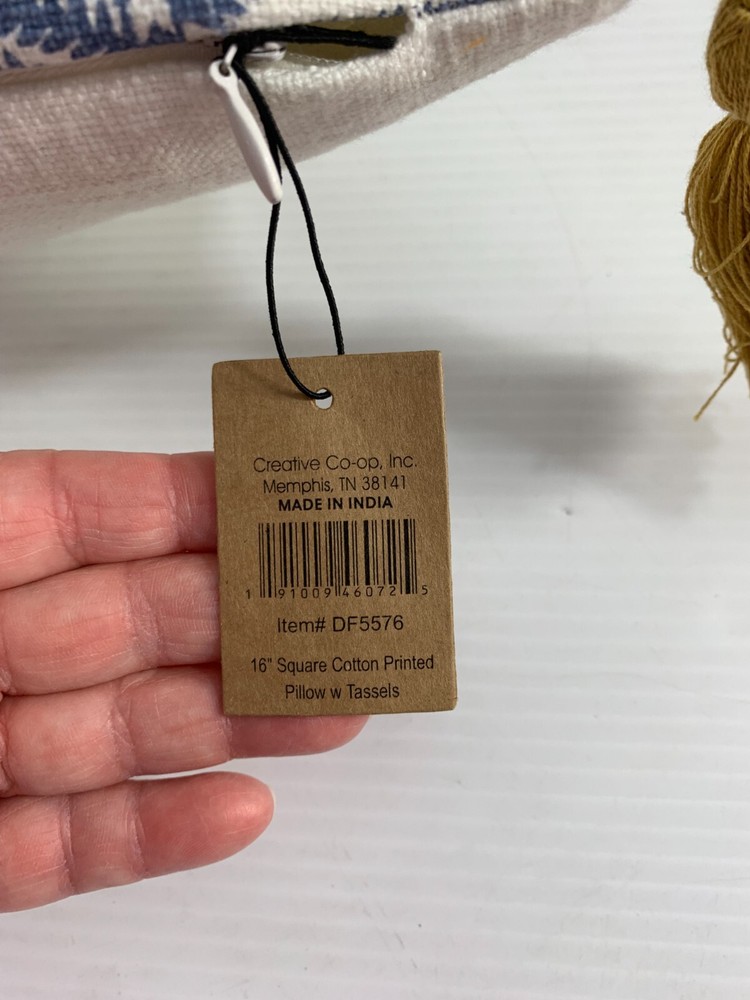 Creative Co-op, Inc.
Memphis, TN 38141
MADE IN INDIA
1 91009 46072 5
Item# DF5576
16" Square Cotton Printed
Pillow w Tassels